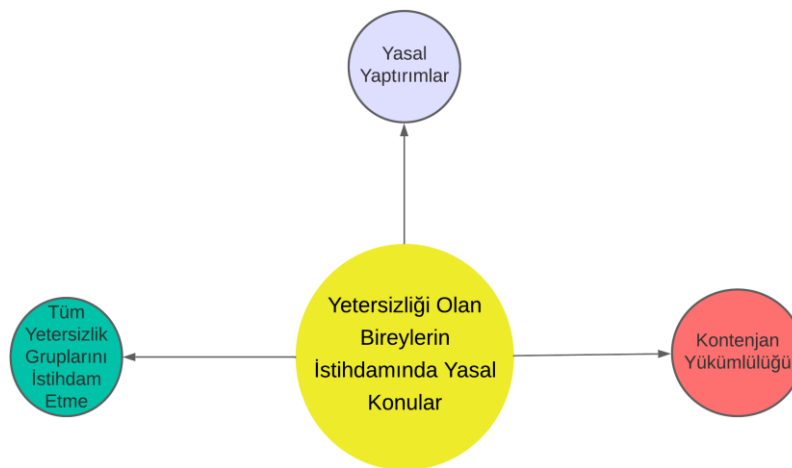 Yasal
Yaptırımlar
Yetersizliği Olan
Bireylerin
İstihdamında Yasal
Konular
Tüm
Yetersizlik
Gruplarını
İstihdam
Etme
Kontenjan
Yükümlülüğü